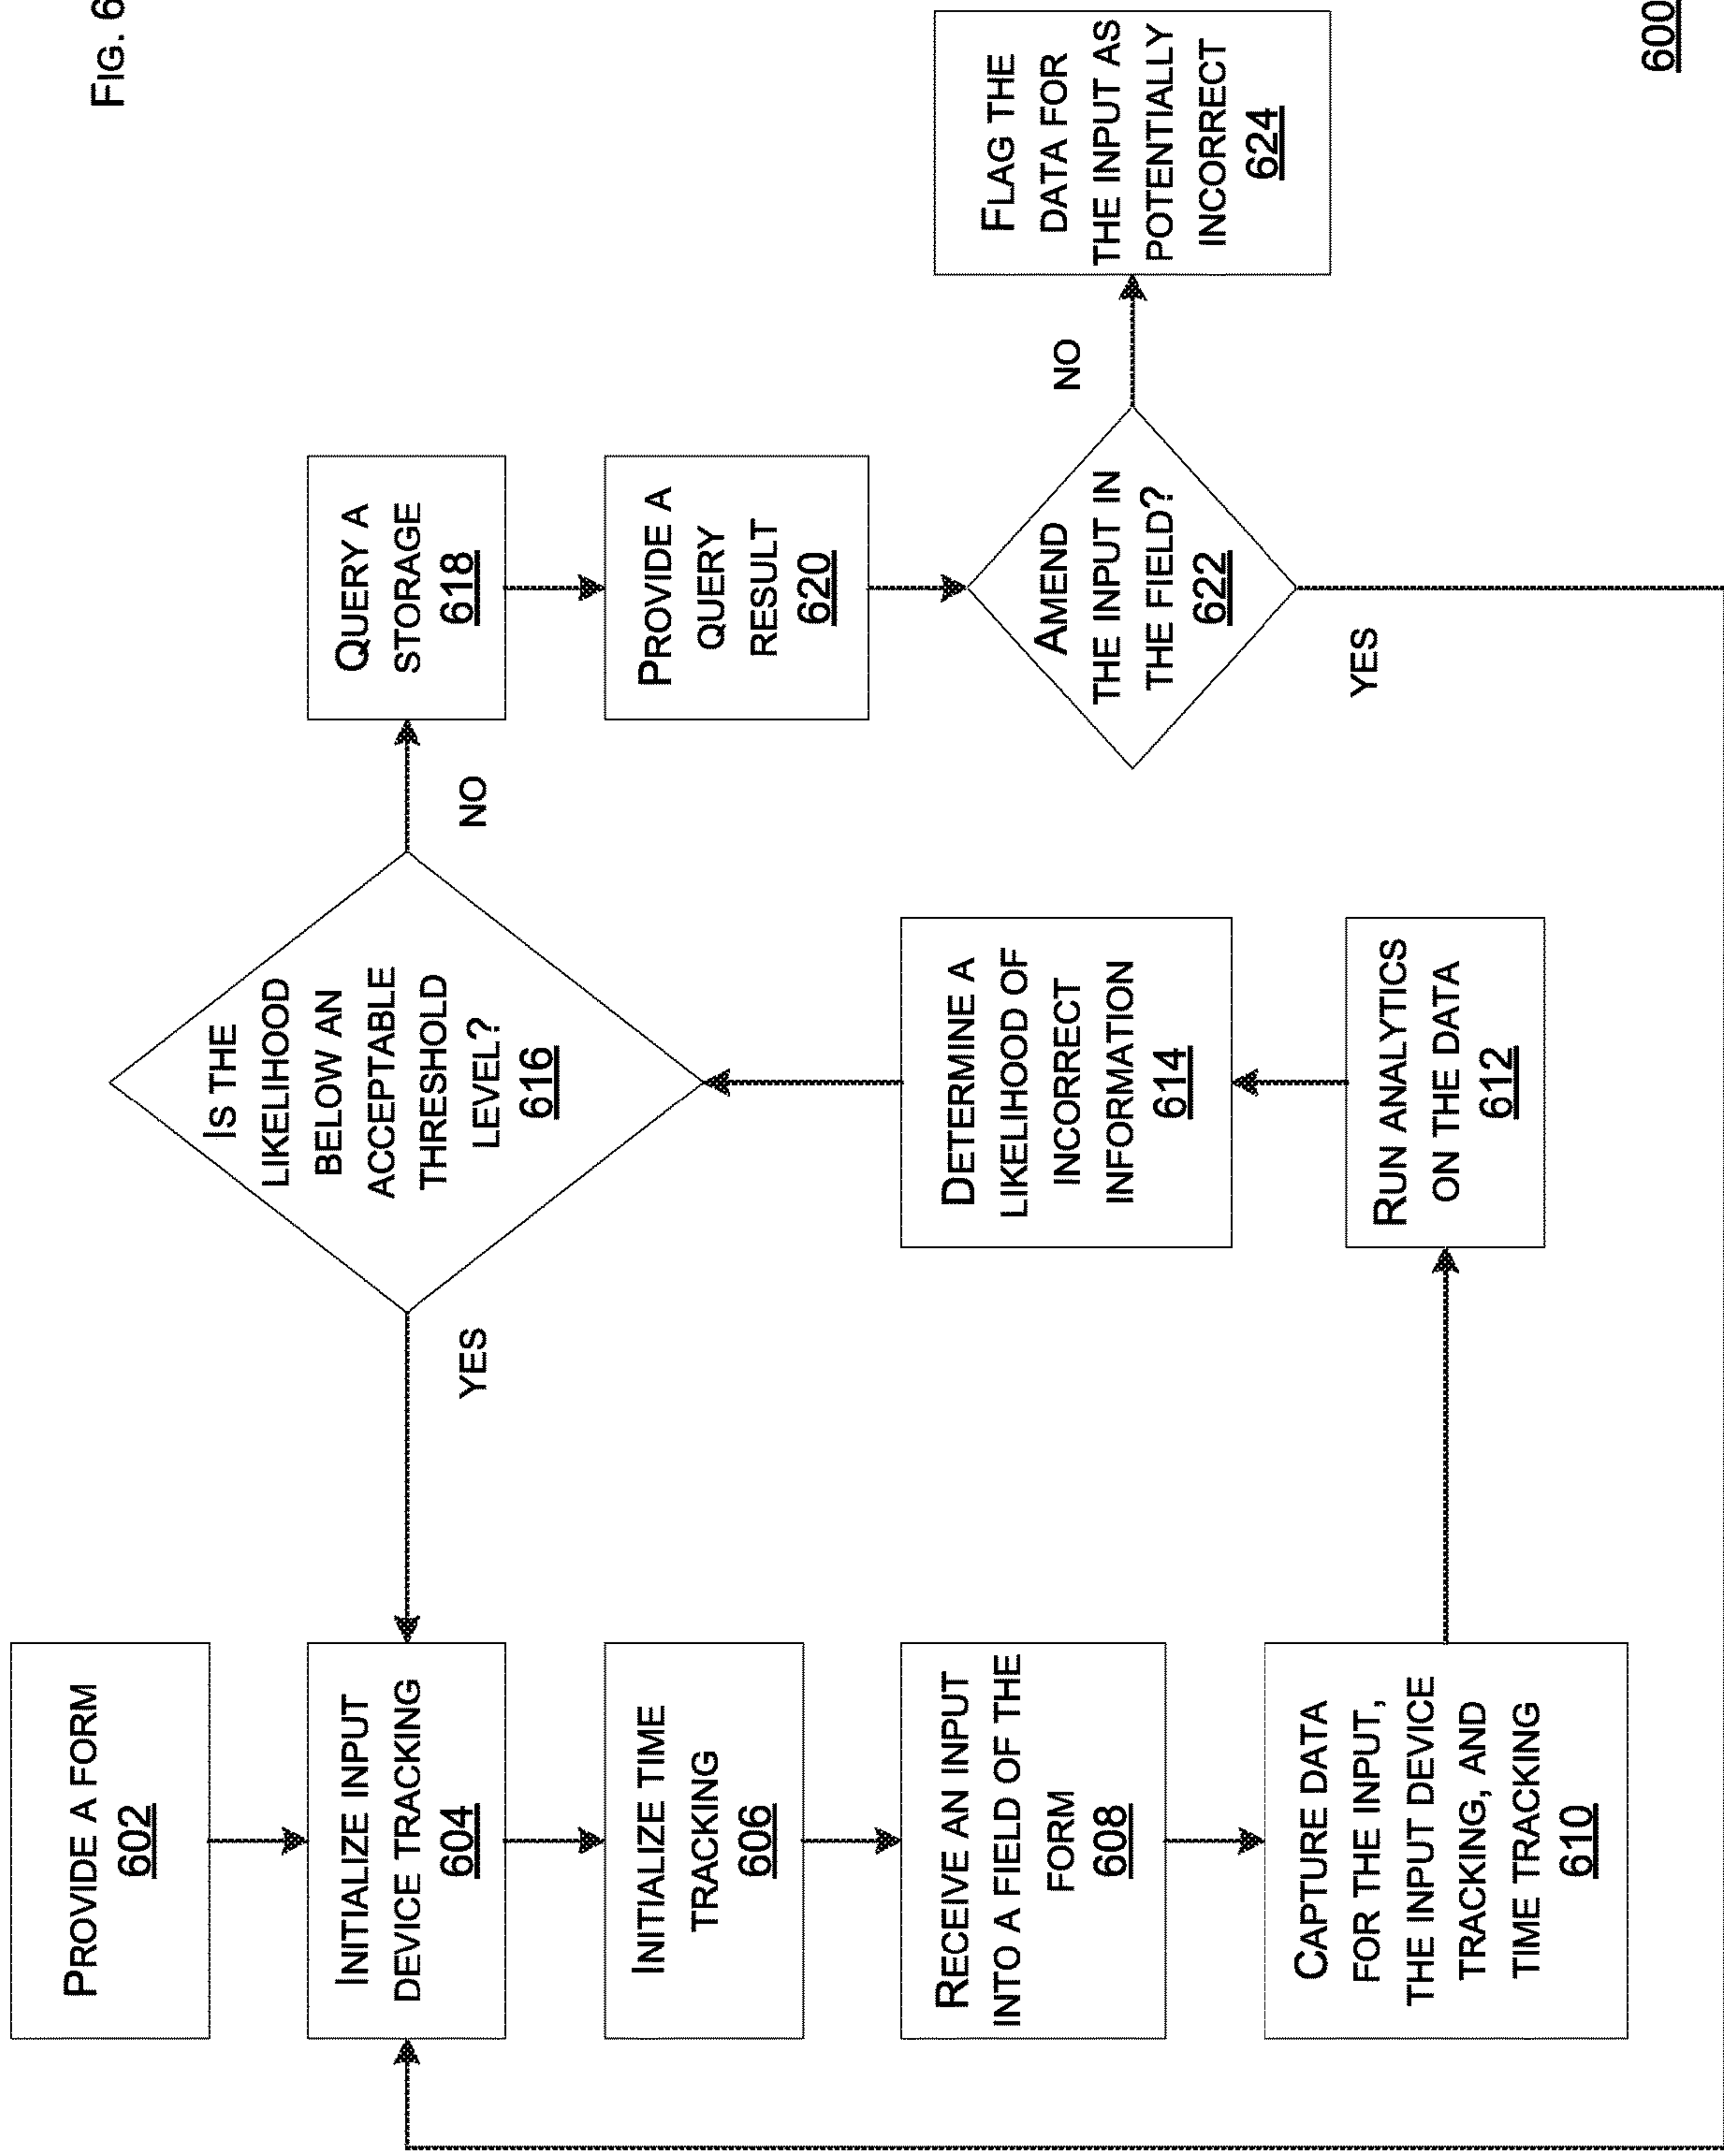 FIG. 6
PROVIDE A FORM
602
INITIALIZE INPUT
DEVICE TRACKING
604
INITIALIZE TIME
TRACKING
606
RECEIVE AN INPUT
INTO A FIELD OF THE
FORM
608
CAPTURE DATA
FOR THE INPUT,
THE INPUT DEVICE
TRACKING, AND
TIME TRACKING
610
RUN ANALYTICS
ON THE DATA
612
DETERMINE A
LIKELIHOOD OF
INCORRECT
INFORMATION
614
IS THE
LIKELIHOOD
BELOW AN
ACCEPTABLE
THRESHOLD
LEVEL?
616
YES
NO
QUERY A
STORAGE
618
PROVIDE A
QUERY
RESULT
620
AMEND
THE INPUT IN
THE FIELD?
622
NO
YES
FLAG THE
DATA FOR
THE INPUT AS
POTENTIALLY
INCORRECT
624
600